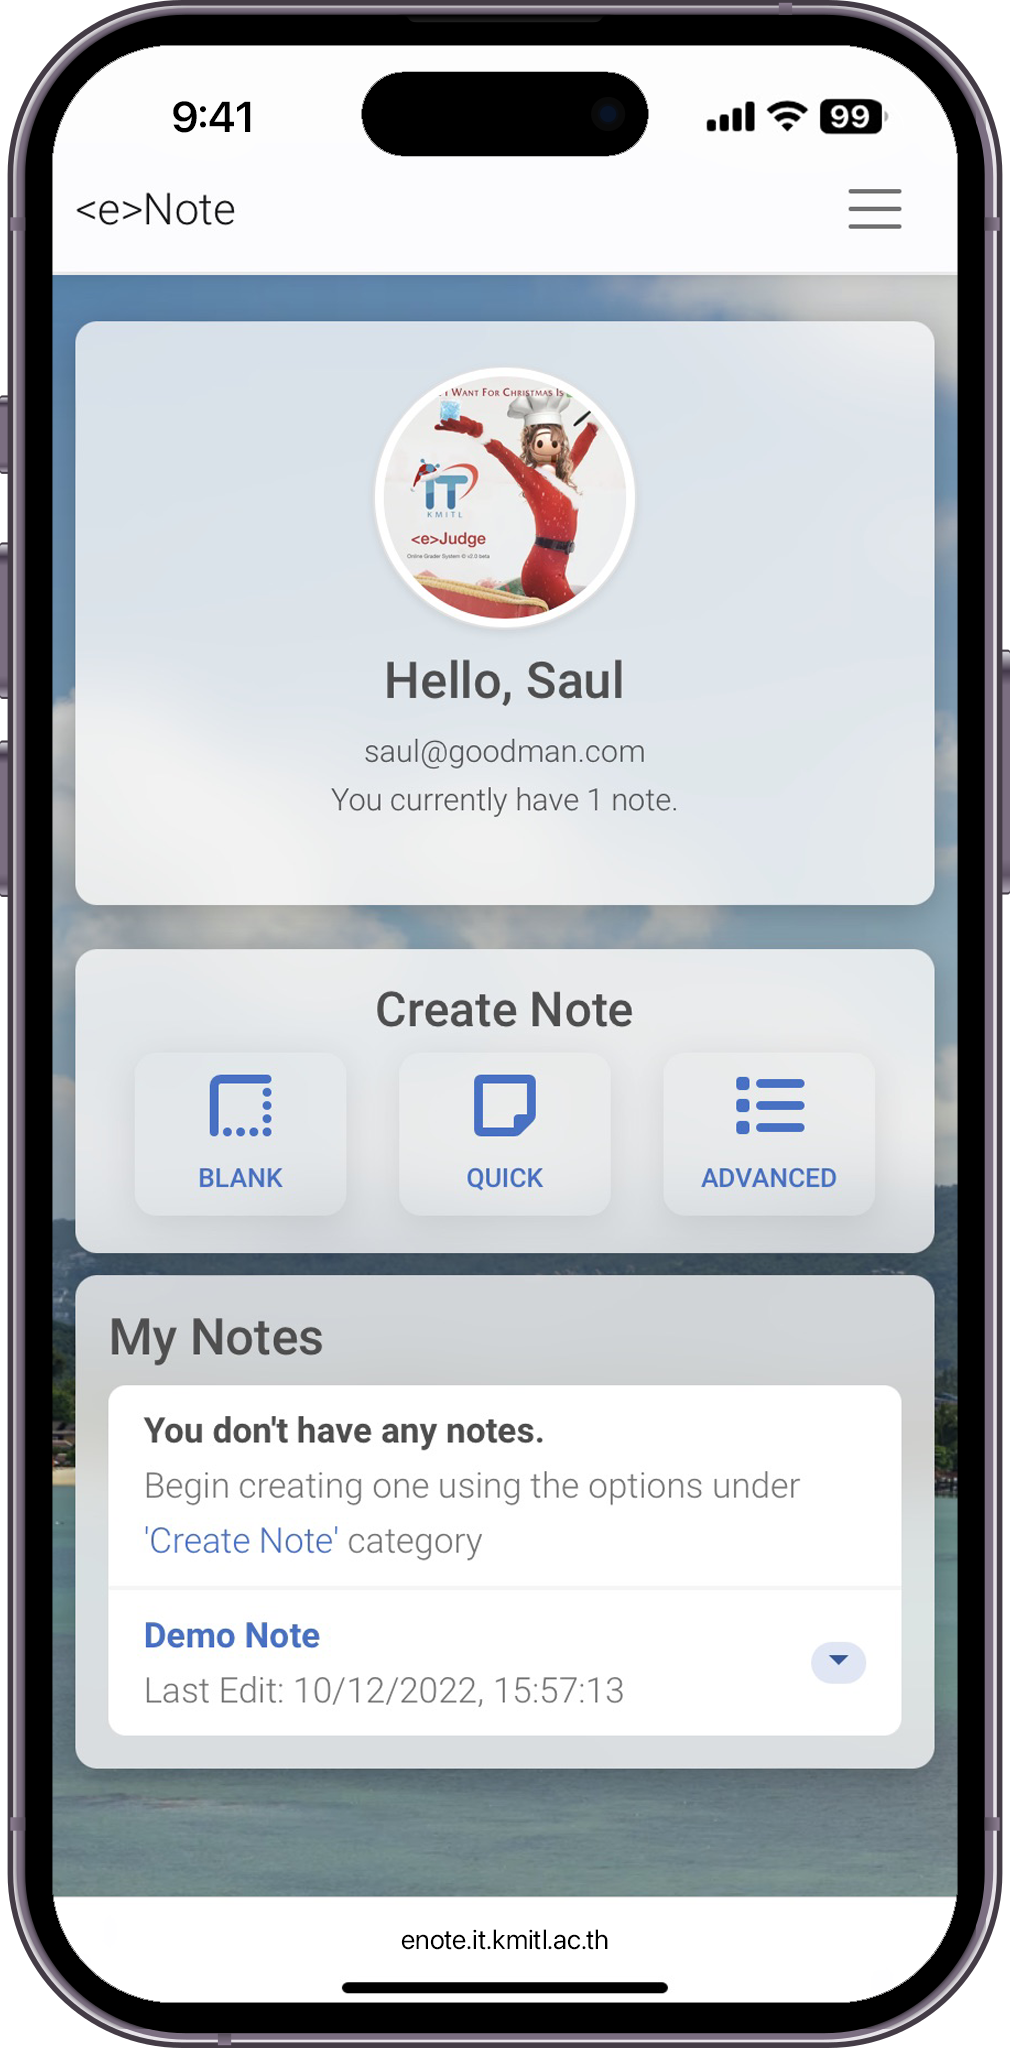 9:41
99
<e>Note
I WANT FOR CHRISTMAS IS
IT
KMITL
<e>Judge
Online Grader System © v2.0 beta
Hello, Saul
saul@goodman.com
You currently have 1 note.
Create Note
BLANK QUICK ADVANCED
My Notes
You don't have any notes.
Begin creating one using the options under
'Create Note' category
Demo Note
Last Edit: 10/12/2022, 15:57:13
enote.it.kmitl.ac.th